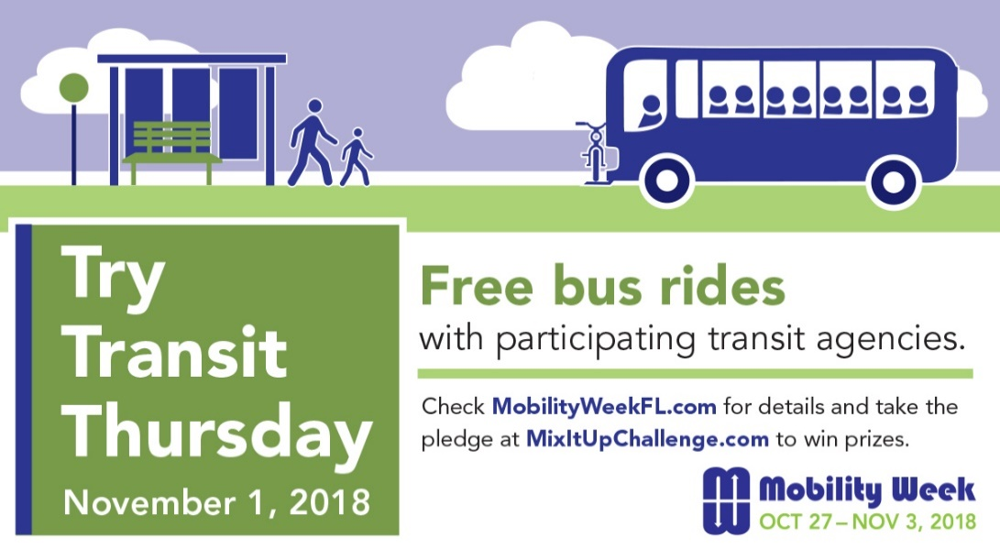 Try
Transit
Thursday
November 1, 2018
Free bus rides
with participating transit agencies.
Check MobilityWeekFL.com for details and take the
pledge at MixItUpChallenge.com to win prizes.
Mobility Week
OCT 27 – NOV 3, 2018